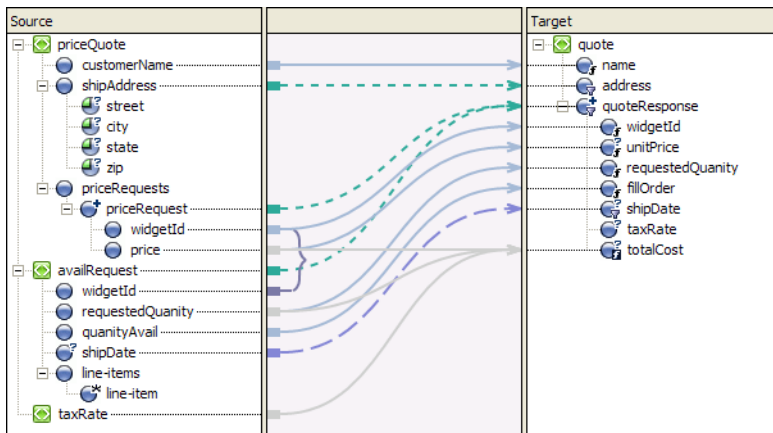 Source
priceQuote
customerName
shipAddress
street
city
state
zip
priceRequests
priceRequest
widgetId
price
availRequest
widgetId
requestedQuanity
quanityAvail
shipDate
line-items
line-item
taxRate
Target
quote
name
address
quoteResponse
widgetId
unitPrice
requestedQuanity
fillOrder
shipDate
taxRate
totalCost